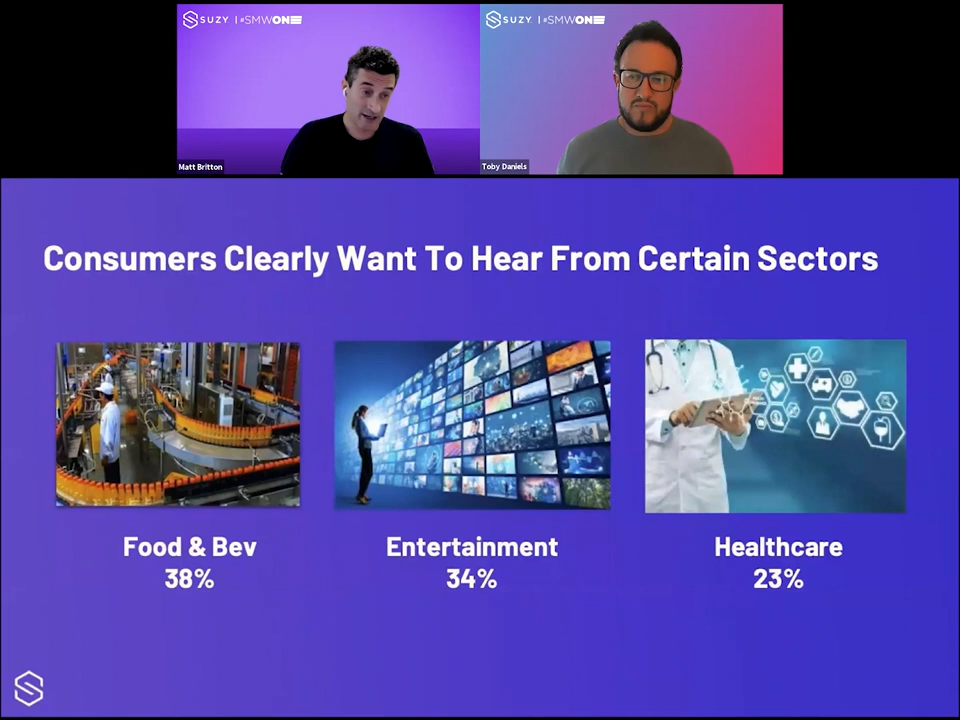 SUZY | #SMWONE
SUZY | #SMWONE
Matt Britton
Toby Daniels
Consumers Clearly Want To Hear From Certain Sectors
Food & Bev
38%
Entertainment
34%
Healthcare
23%